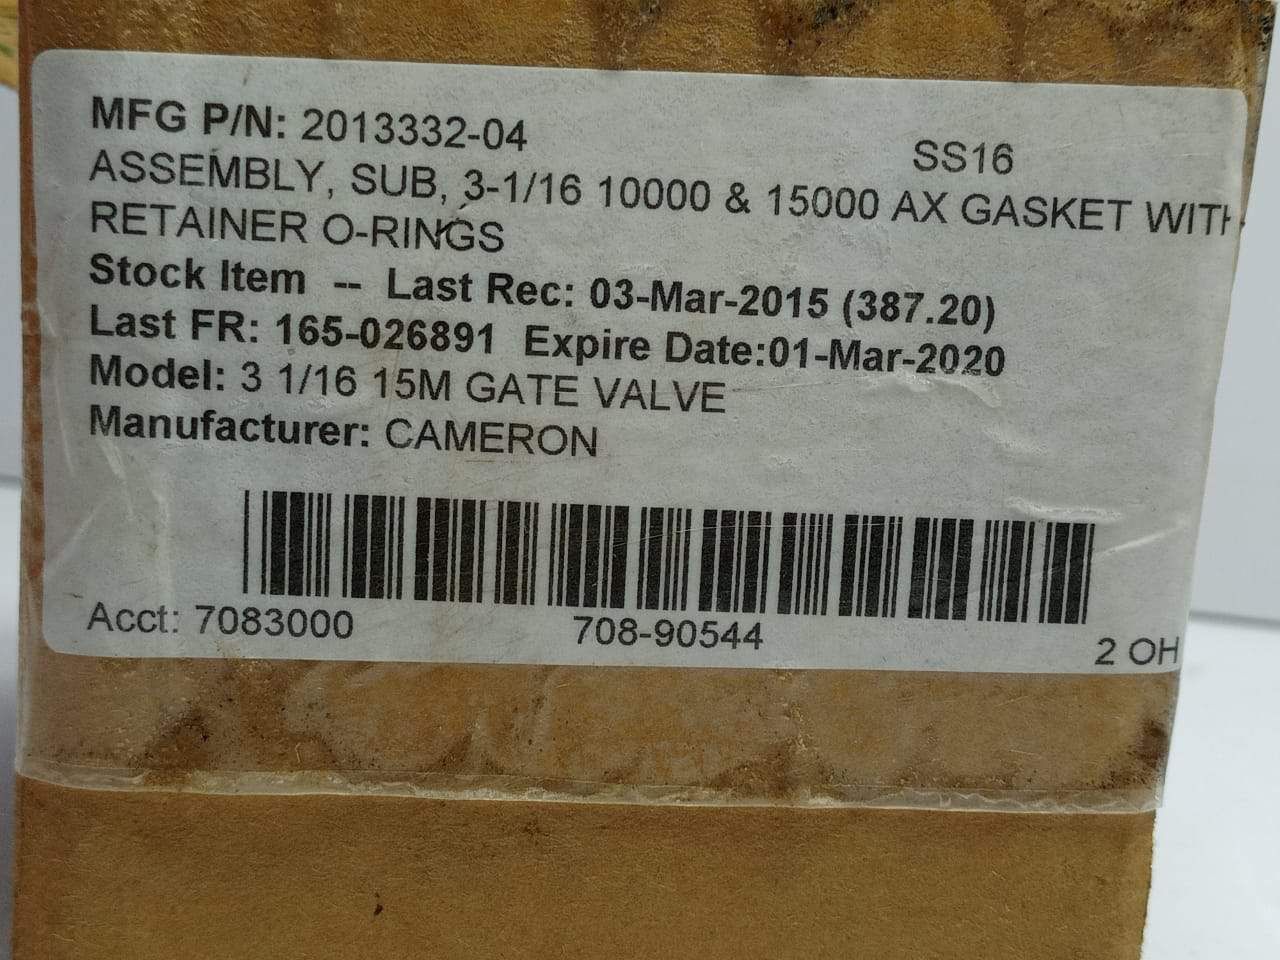 MFG P/N: 2013332-04
SS16
ASSEMBLY, SUB, 3-1/16 10000 & 15000 AX GASKET WITH
RETAINER O-RINGS
Stock Item -- Last Rec: 03-Mar-2015 (387.20)
Last FR: 165-026891 Expire Date:01-Mar-2020
Model: 3 1/16 15M GATE VALVE
Manufacturer: CAMERON
Acct: 7083000 708-90544 2 OH